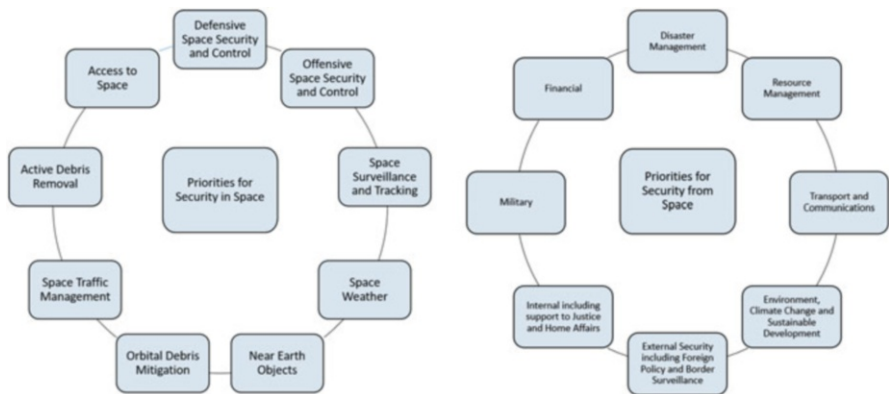 Defensive
Space Security
and Control
Offensive
Space Security
and Control
Space
Surveillance
and Tracking
Space
Weather
Near Earth
Objects
Orbital Debris
Mitigation
Space Traffic
Management
Active Debris
Removal
Access to
Space
Priorities for
Security in Space
Disaster
Management
Resource
Management
Transport and
Communications
Environment,
Climate Change and
Sustainable
Development
External Security
including Foreign
Policy and Border
Surveillance
Internal including
support to Justice
and Home Affairs
Military
Financial
Priorities for
Security from
Space